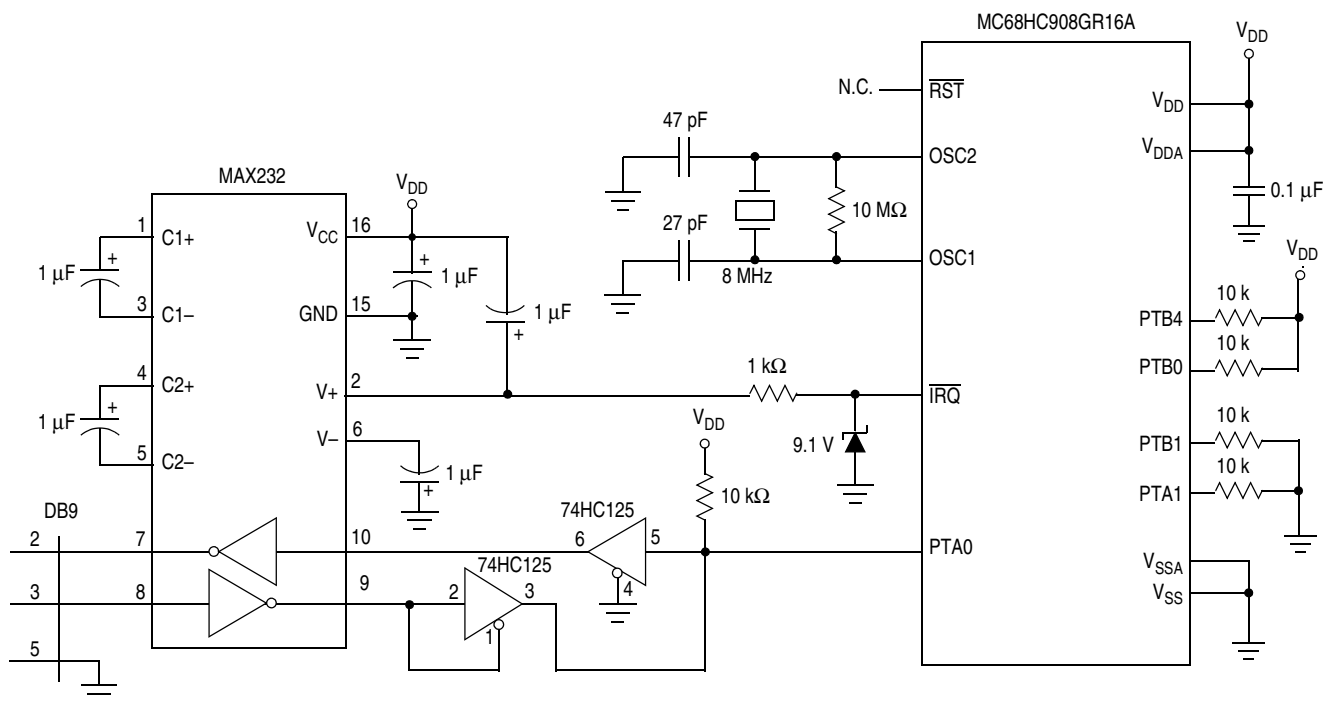 MC68HC908GR16A
VDD
N.C.
RST
VDD
47 pF
OSC2
VDDA
MAX232
VDD
10 MΩ
0.1 µF
1
C1+
VCC
16
27 pF
OSC1
VDD
1 µF
+
+
1 µF
8 MHz
10 k
3
C1–
GND
15
1 µF
+
PTB4
10 k
4
C2+
1 kΩ
PTB0
V+
2
IRQ
1 µF
+
VDD
10 k
V–
6
9.1 V
PTB1
5
C2–
1 µF
+
10 k
10 kΩ
PTA1
DB9
74HC125
2
7
10
6
5
PTA0
74HC125
4
VSSA
3
8
9
2
3
VSS
1
5